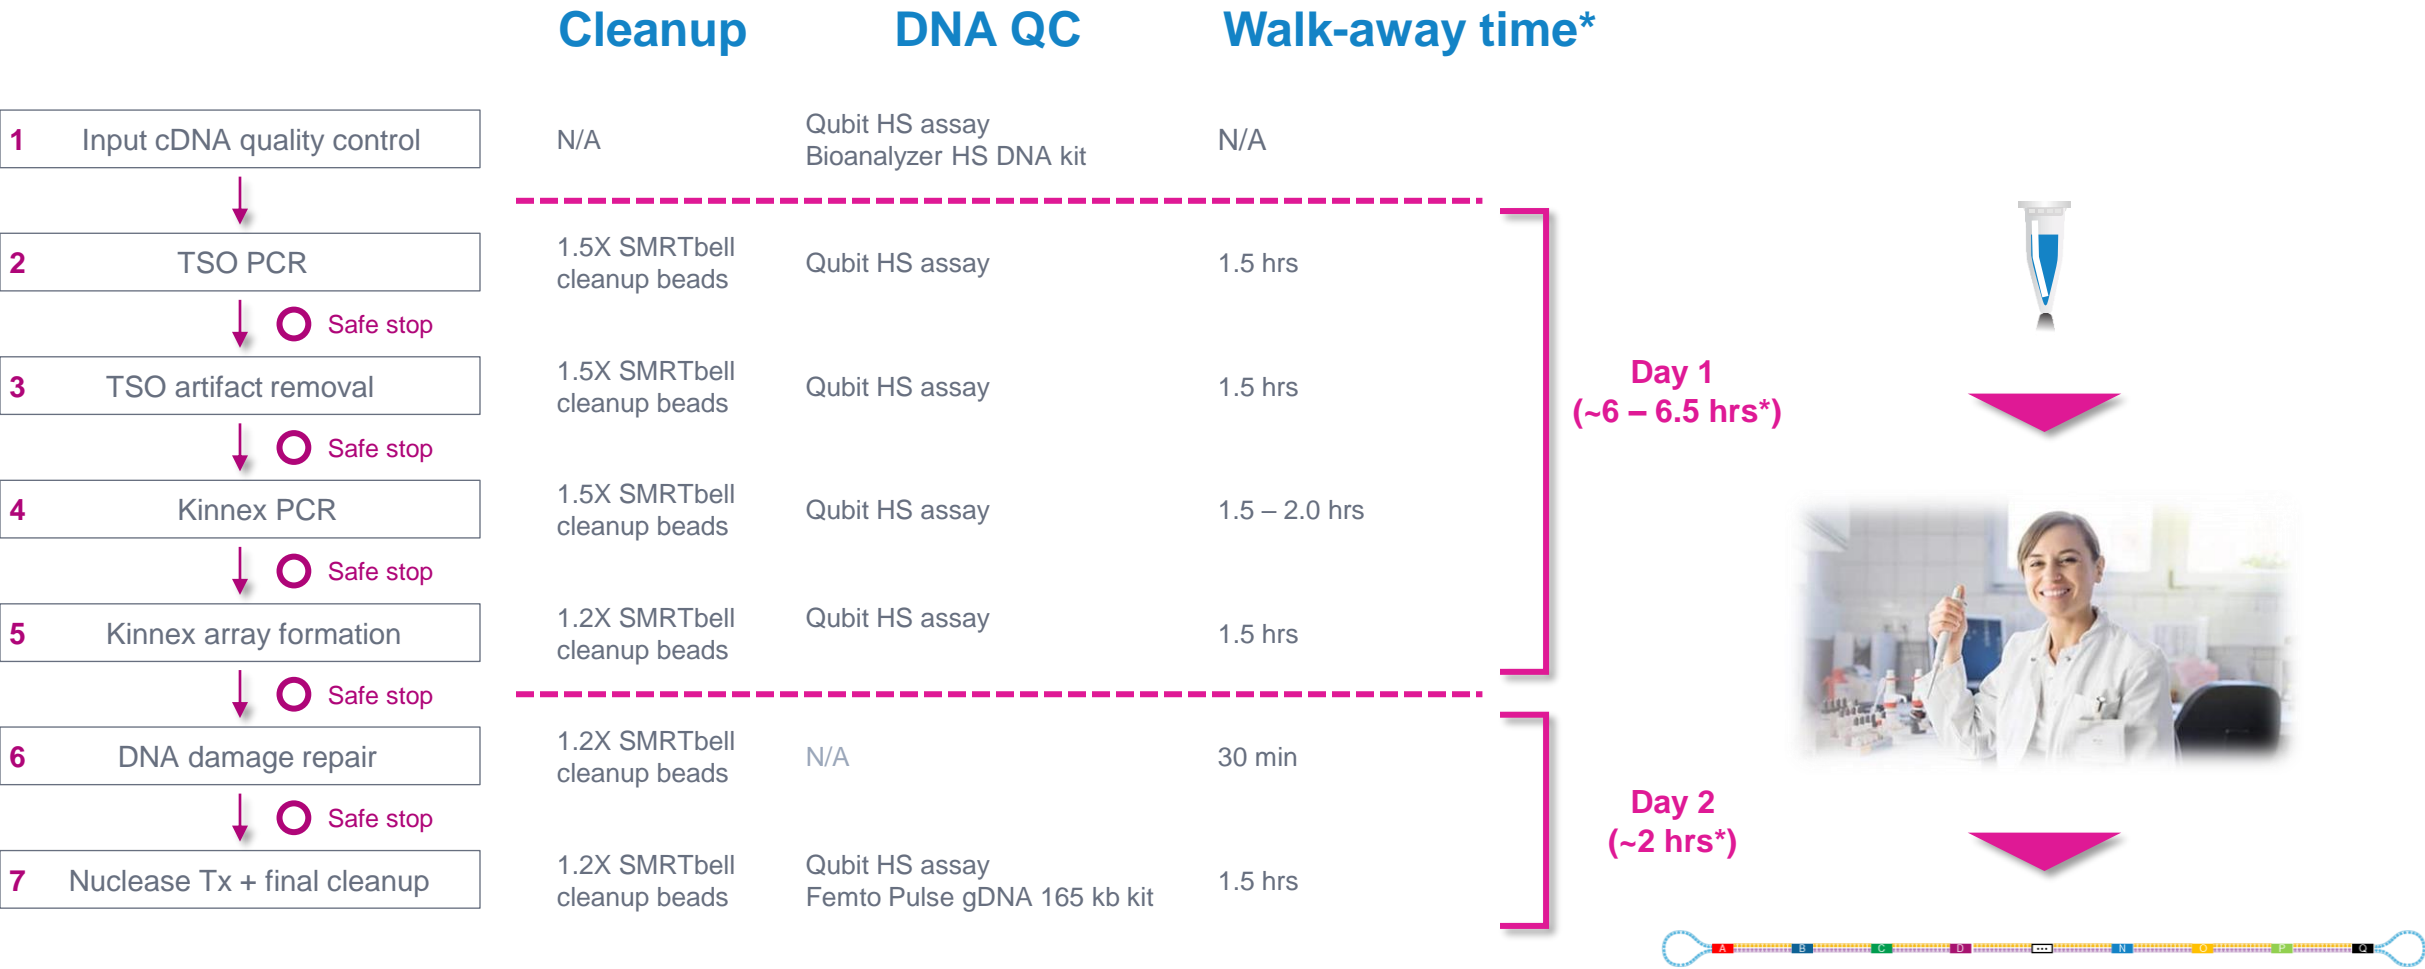 Cleanup DNA QC Walk-away time*
1 Input cDNA quality control
N/A
Qubit HS assay
Bioanalyzer HS DNA kit
N/A
2 TSO PCR
1.5X SMRTbell
cleanup beads
Qubit HS assay
1.5 hrs
Safe stop
3 TSO artifact removal
1.5X SMRTbell
cleanup beads
Qubit HS assay
1.5 hrs
Safe stop
4 Kinnex PCR
1.5X SMRTbell
cleanup beads
Qubit HS assay
1.5 – 2.0 hrs
Safe stop
5 Kinnex array formation
1.2X SMRTbell
cleanup beads
Qubit HS assay
1.5 hrs
Day 1
(~6 – 6.5 hrs*)
Safe stop
6 DNA damage repair
1.2X SMRTbell
cleanup beads
N/A
30 min
Safe stop
7 Nuclease Tx + final cleanup
1.2X SMRTbell
cleanup beads
Qubit HS assay
Femto Pulse gDNA 165 kb kit
1.5 hrs
Day 2
(~2 hrs*)
A B C D ... N O P Q